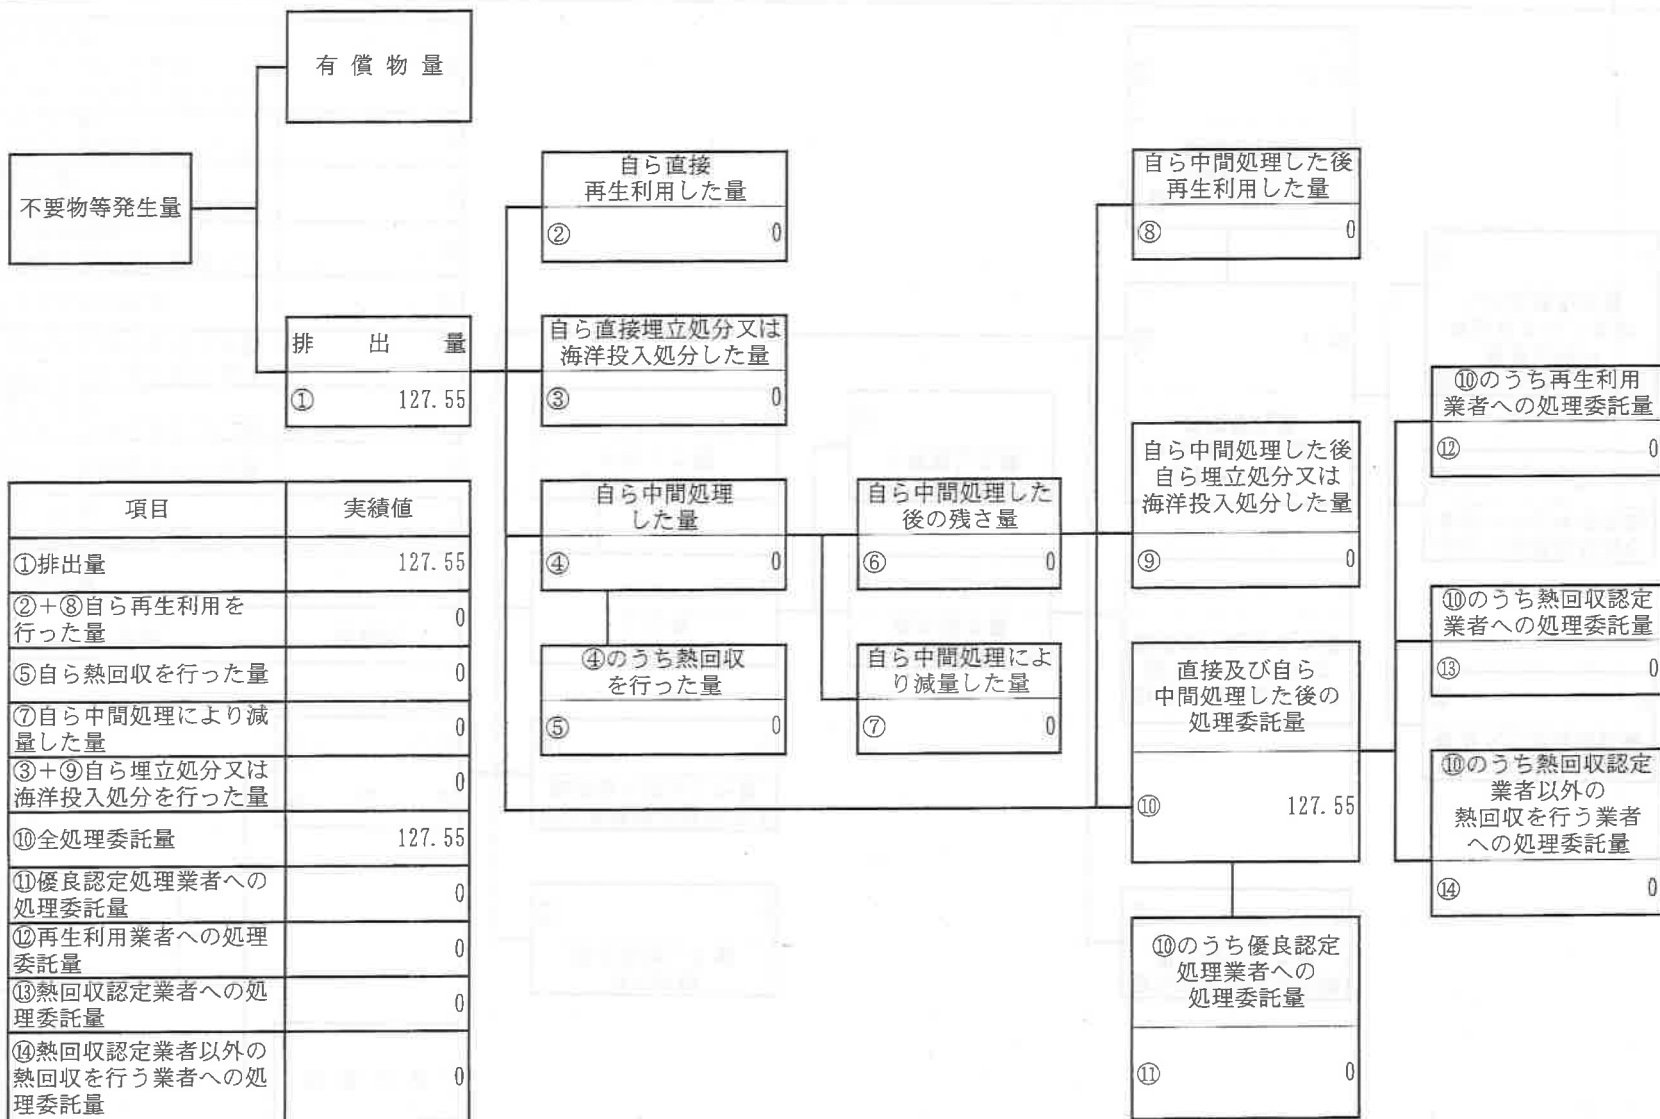 有償物量
不要物等発生量
排出量
① 127.55
自ら直接
再生利用した量
② 0
自ら直接埋立処分又は
海洋投入処分した量
③ 0
自ら中間処理
した量
④ 0
④のうち熱回収
を行った量
⑤ 0
自ら中間処理した
後の残さ量
⑥ 0
自ら中間処理によ
り減量した量
⑦ 0
自ら中間処理した後
再生利用した量
⑧ 0
自ら中間処理した後
自ら埋立処分又は
海洋投入処分した量
⑨ 0
直接及び自ら
中間処理した後の
処理委託量
⑩ 127.55
⑩のうち優良認定
処理業者への
処理委託量
⑪ 0
⑩のうち再生利用
業者への処理委託量
⑫ 0
⑩のうち熱回収認定
業者への処理委託量
⑬ 0
⑩のうち熱回収認定
業者以外の
熱回収を行う業者
への処理委託量
⑭ 0
項目 実績値
①排出量 127.55
②+⑧自ら再生利用を
行った量 0
⑤自ら熱回収を行った量 0
⑦自ら中間処理により減
量した量 0
③+⑨自ら埋立処分又は
海洋投入処分を行った量 0
⑩全処理委託量 127.55
⑪優良認定処理業者への
処理委託量 0
⑫再生利用業者への処理
委託量 0
⑬熱回収認定業者への処
理委託量 0
⑭熱回収認定業者以外の
熱回収を行う業者への処
理委託量 0